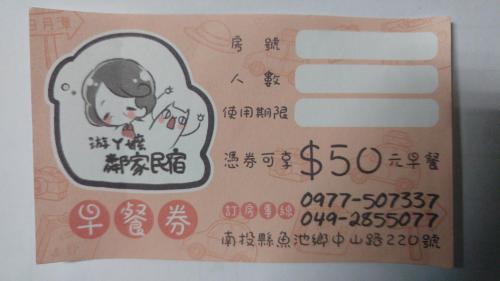 日月潭
房號
人數
使用期限
游丫嬤
鄰家民宿
憑券可享$50元早餐
早餐券
訂房專線 0977-507337
049-2855077
南投縣魚池鄉中山路220號